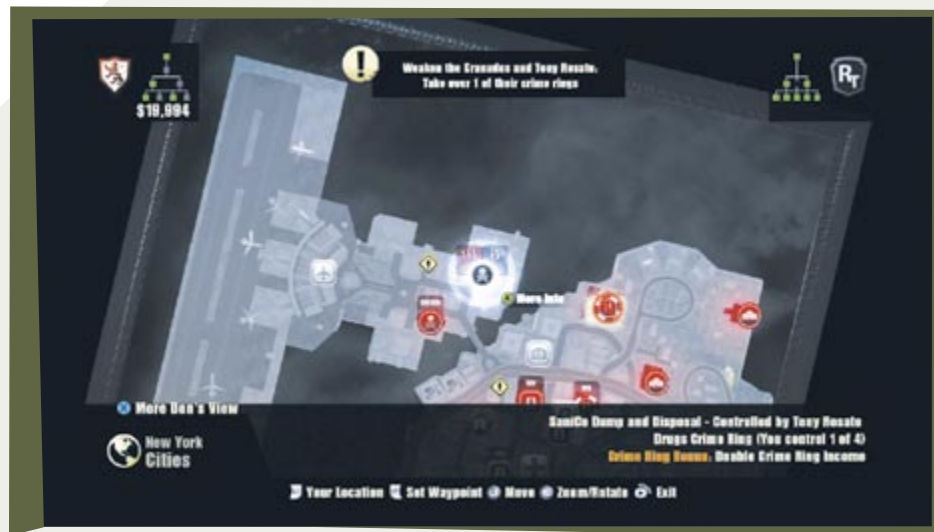 Weaken the Granados and Tony Rosato.
Take over 1 of their crime rings
$19,994
RT
More Info
More Don's View
New York
Cities
SaniCo Dump and Disposal - Controlled by Tony Rosato
Drugs Crime Ring (You control 1 of 4)
Crime Ring Bonus: Double Crime Ring Income
Your Location Set Waypoint Move Zoom/Rotate Exit